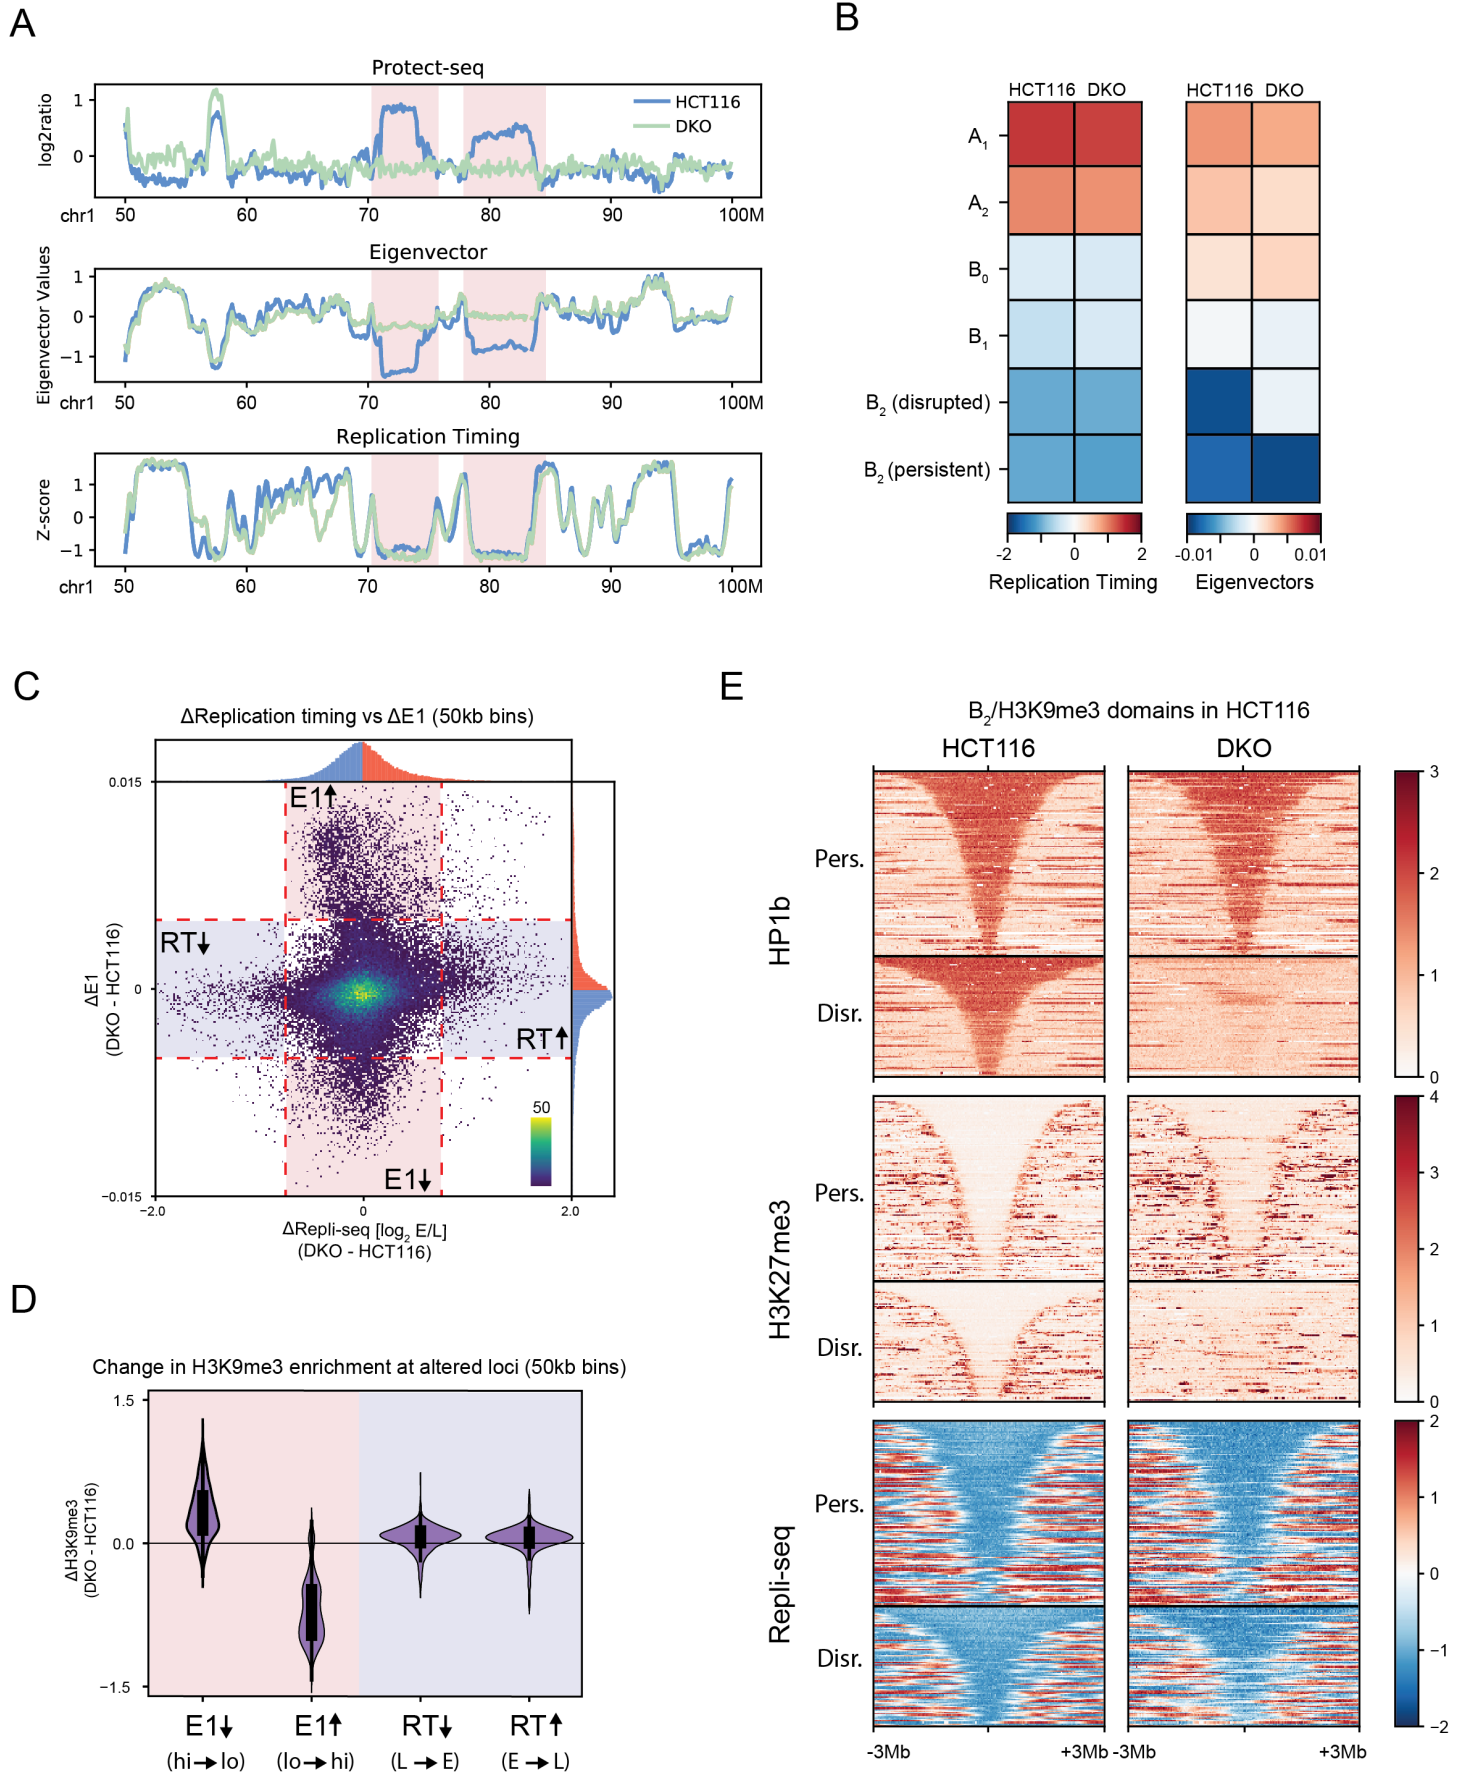 A
Protect-seq
log2ratio
1
0
HCT116
DKO
chr1 50 60 70 80 90 100M
Eigenvector
Eigenvector Values
1
0
−1
chr1 50 60 70 80 90 100M
Replication Timing
Z-score
1
0
−1
chr1 50 60 70 80 90 100M
B
HCT116 DKO HCT116 DKO
A1
A2
B0
B1
B2 (disrupted)
B2 (persistent)
-2 0 2 -0.01 0 0.01
Replication Timing Eigenvectors
C
ΔReplication timing vs ΔE1 (50kb bins)
0.015
0
−0.015
ΔE1
(DKO - HCT116)
E1↑
RT↓
RT↑
E1↓
50
−2.0 0 2.0
ΔRepli-seq [log2 E/L]
(DKO - HCT116)
D
Change in H3K9me3 enrichment at altered loci (50kb bins)
1.5
0.0
−1.5
ΔH3K9me3
(DKO - HCT116)
E1↓ E1↑ RT↓ RT↑
(hi→lo) (lo→hi) (L→E) (E→L)
E
B2/H3K9me3 domains in HCT116
HCT116 DKO
HP1b
Pers.
Disr.
3
2
1
0
H3K27me3
Pers.
Disr.
4
3
2
1
0
Repli-seq
Pers.
Disr.
2
1
0
−1
−2
-3Mb +3Mb -3Mb +3Mb